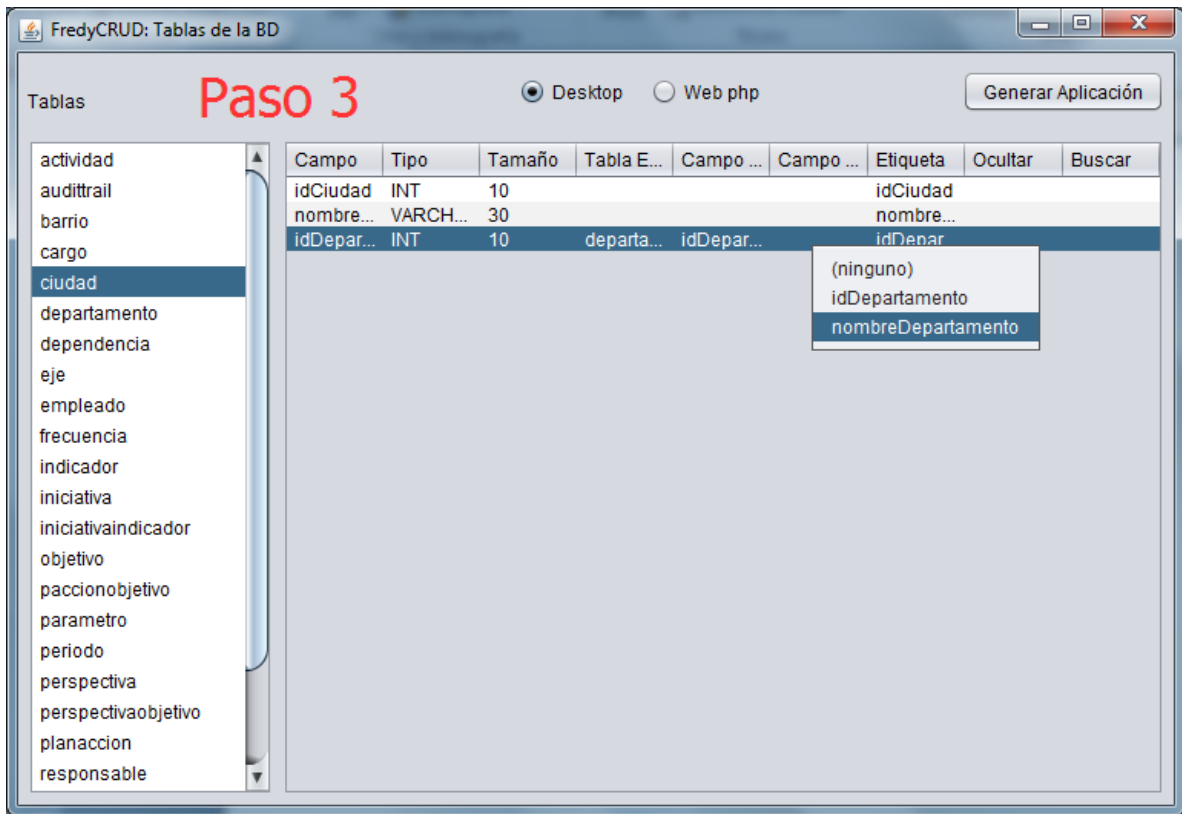 FredyCRUD: Tablas de la BD
Tablas Paso 3 Desktop Web php Generar Aplicación
Campo Tipo Tamaño Tabla E... Campo ... Campo ... Etiqueta Ocultar Buscar
idCiudad INT 10 idCiudad
nombre... VARCH... 30 nombre...
idDepar... INT 10 departa... idDepar... idDepar
(ninguno)
idDepartamento
nombreDepartamento
actividad
audittrail
barrio
cargo
ciudad
departamento
dependencia
eje
empleado
frecuencia
indicador
iniciativa
iniciativaindicador
objetivo
paccionobjetivo
parametro
periodo
perspectiva
perspectivaobjetivo
planaccion
responsable